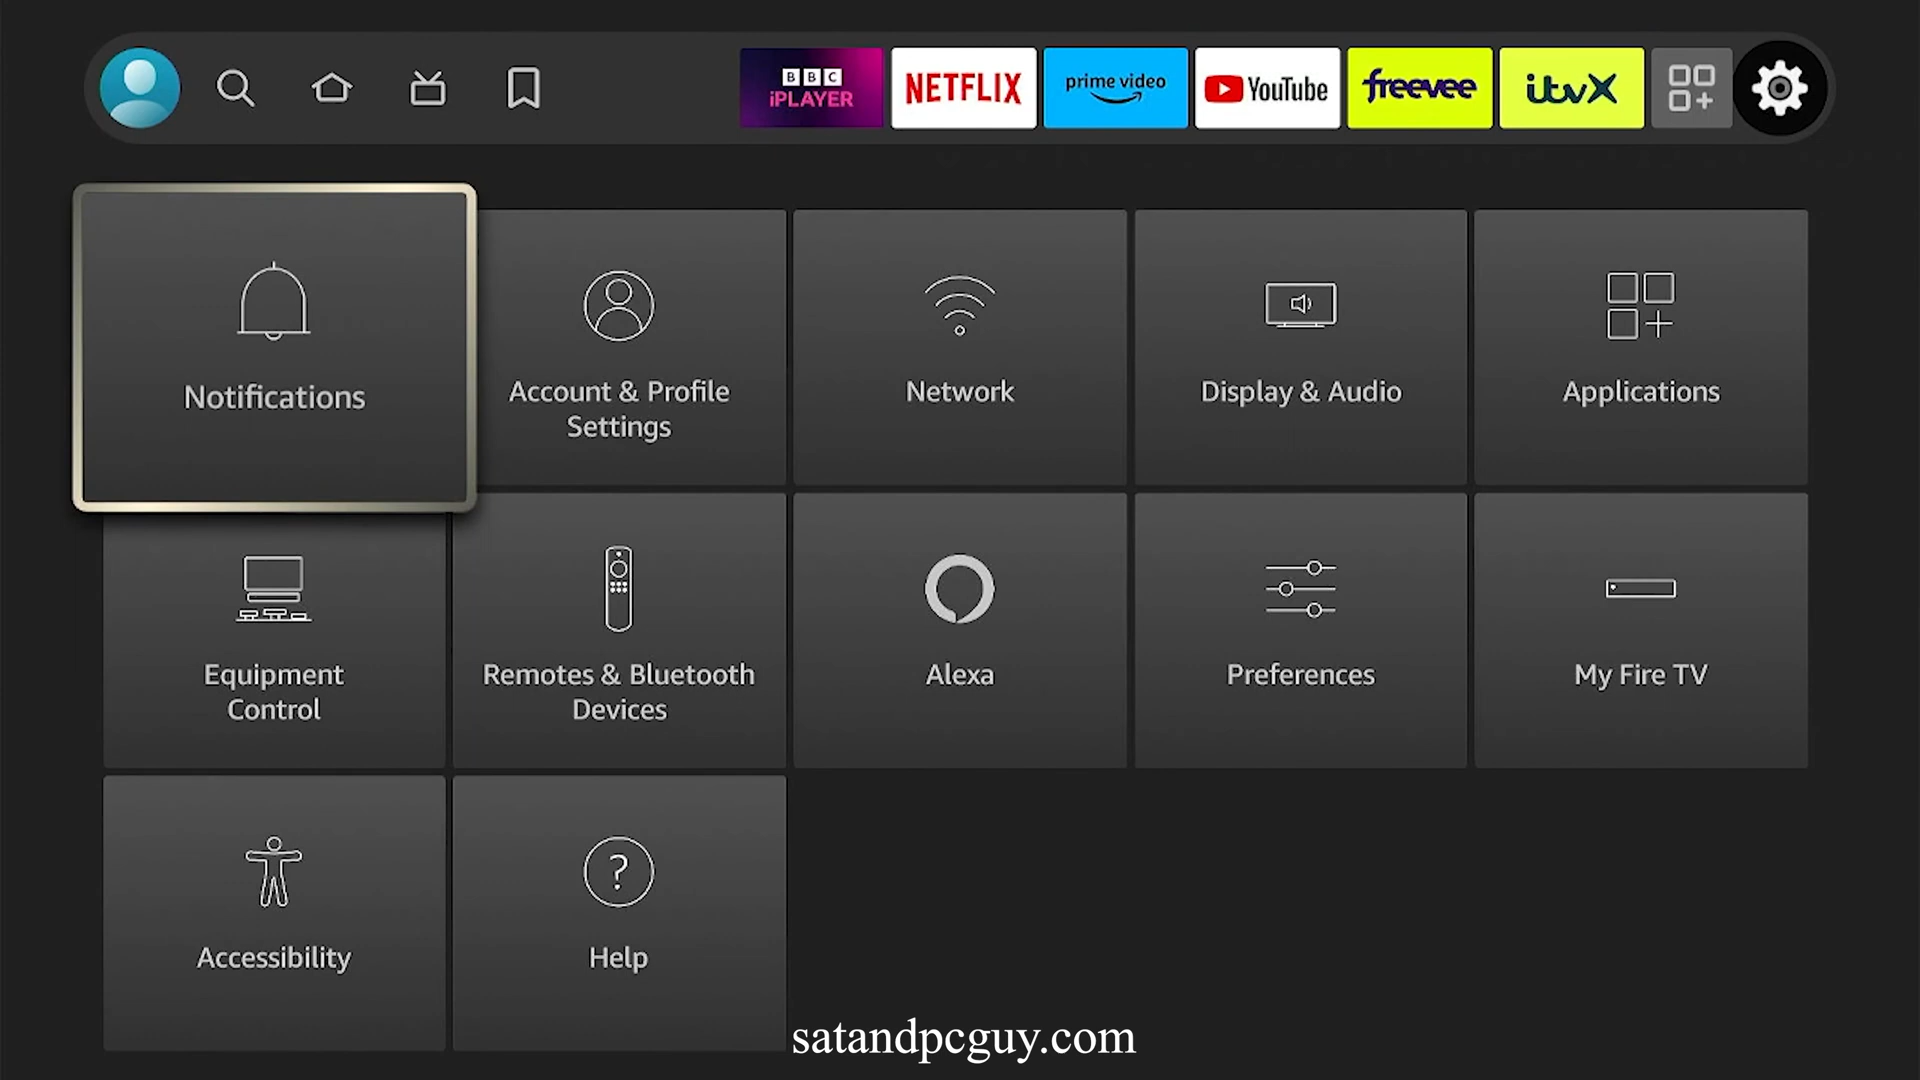 BBC
iPLAYER
NETFLIX
prime video
YouTube
freevee
itvX
Notifications
Account & Profile
Settings
Network
Display & Audio
Applications
Equipment
Control
Remotes & Bluetooth
Devices
Alexa
Preferences
My Fire TV
Accessibility
?
Help
satandpcguy.com